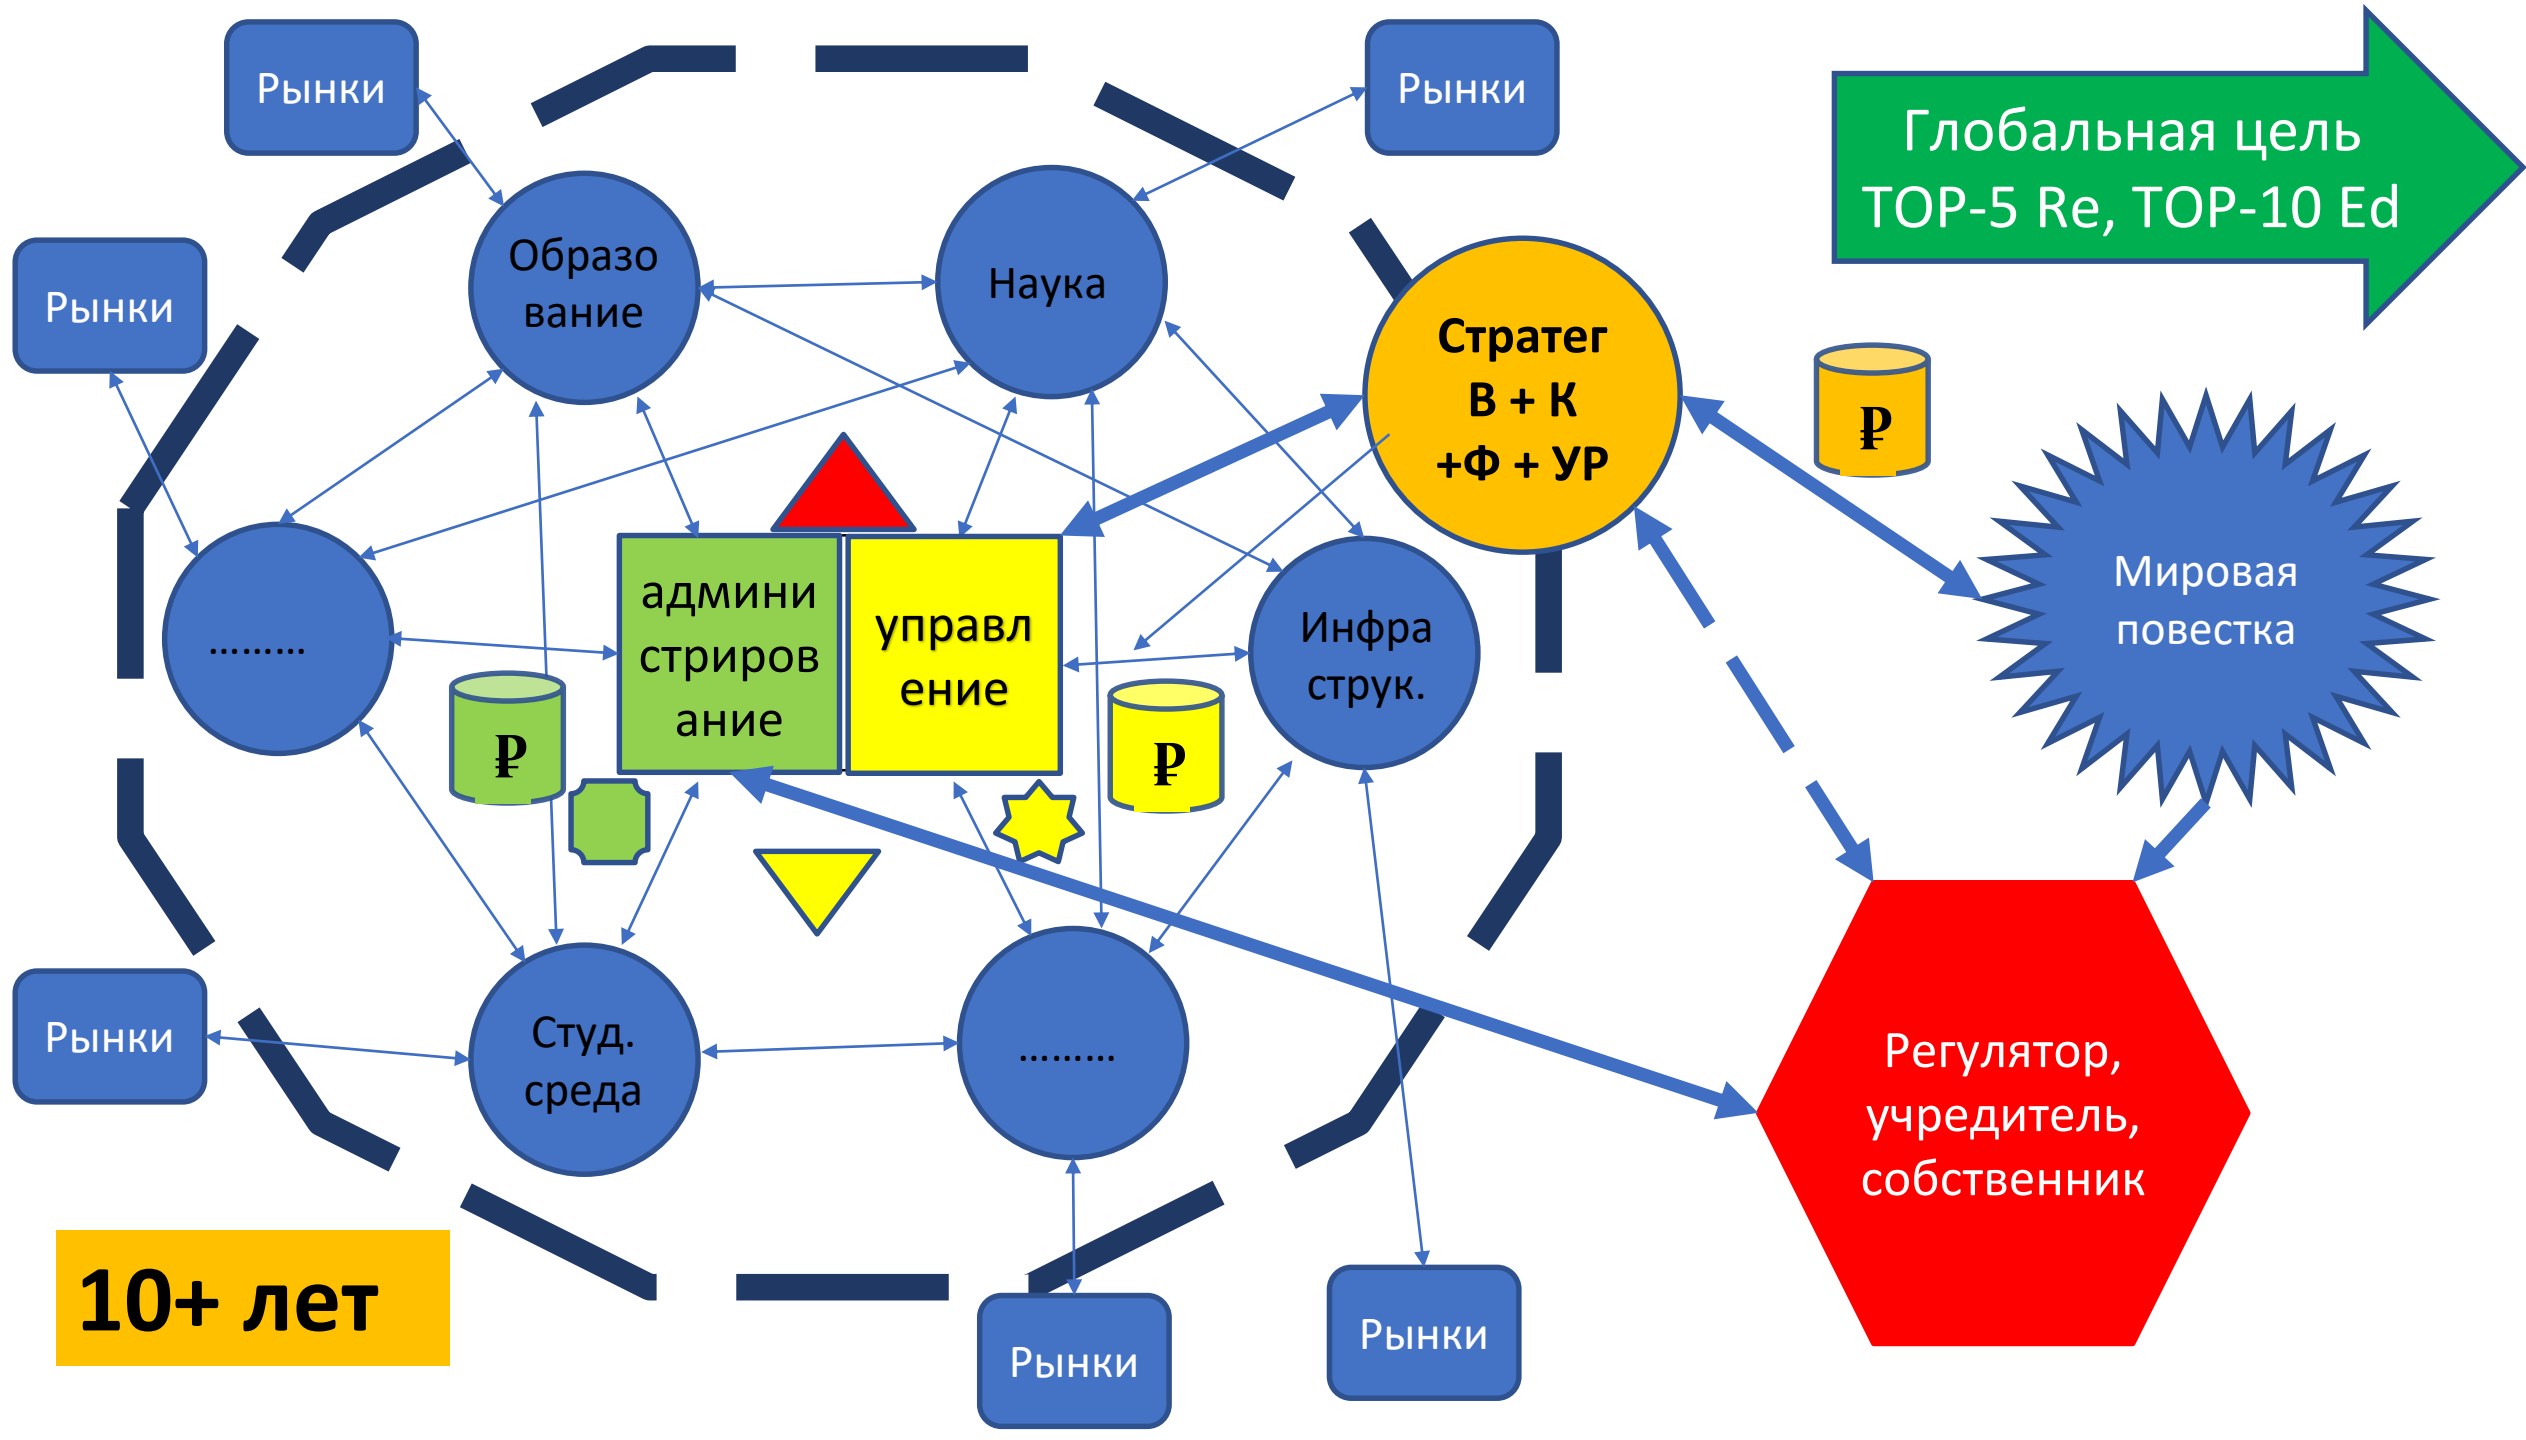 Рынки
Рынки
Глобальная цель
TOP-5 Re, TOP-10 Ed
Образо
вание
Наука
Рынки
Стратег
В + К
+Ф + УР
₽
Мировая
повестка
………
админи
стриров
ание
управл
ение
Инфра
струк.
₽
₽
Рынки
Студ.
среда
………
Регулятор,
учредитель,
собственник
10+ лет
Рынки
Рынки